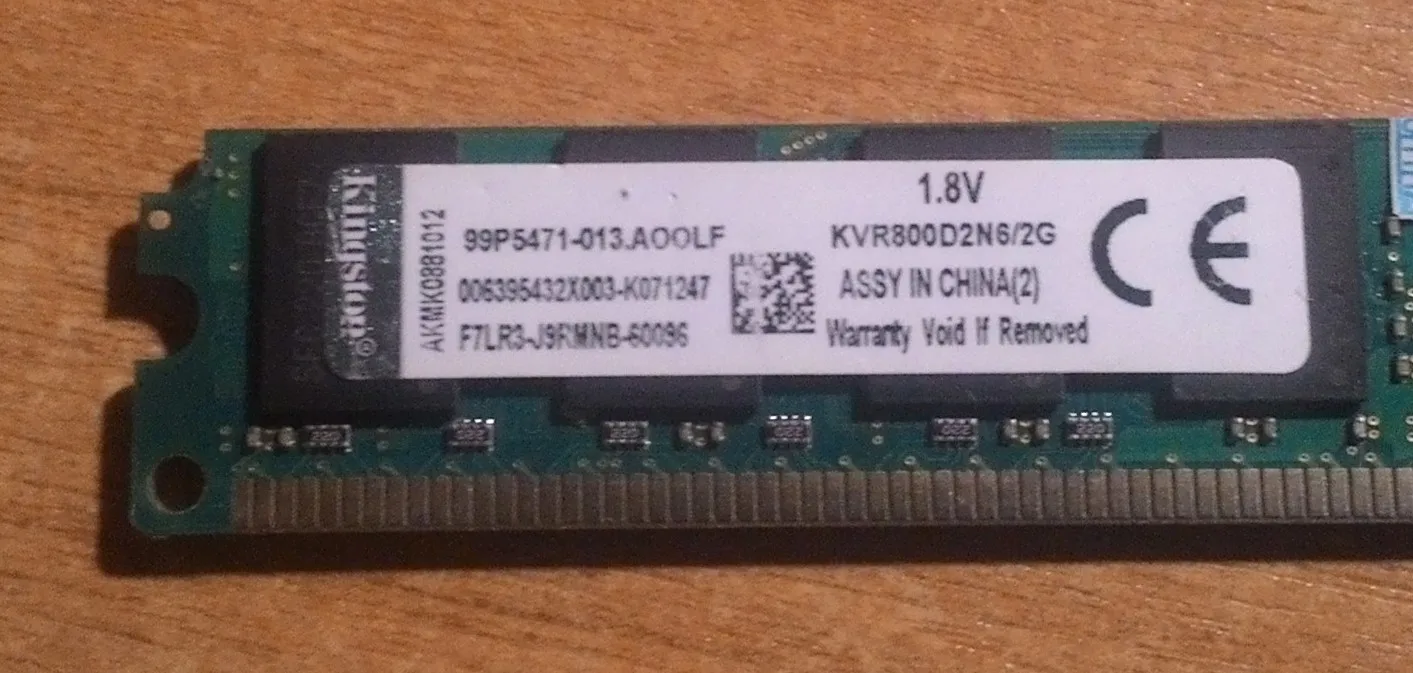 Kingston®
AKMK0881012
1.8V
99P5471-013.AOOLF
KVR800D2N6/2G
006395432X003-K071247
ASSY IN CHINA(2)
F7LR3-J9RMNB-60096
Warranty Void If Removed
CE